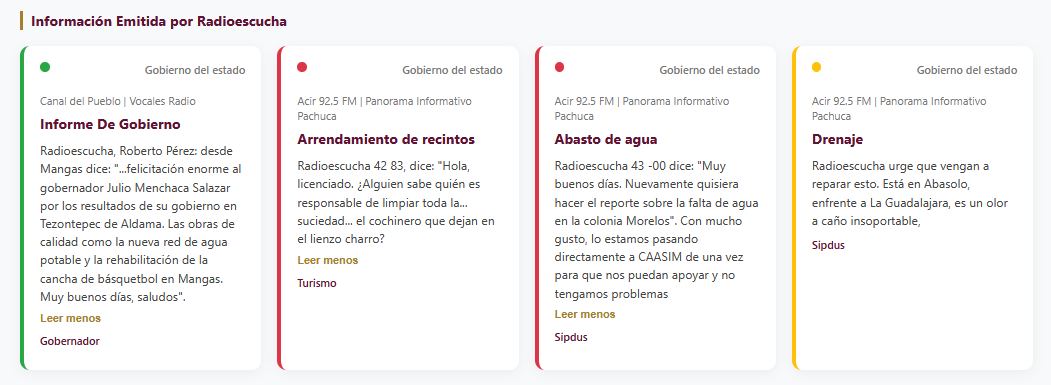 Información Emitida por Radioescucha
Gobierno del estado
Canal del Pueblo | Vocales Radio
Informe De Gobierno
Radioescucha, Roberto Pérez: desde
Mangas dice: "...felicitación enorme al
gobernador Julio Menchaca Salazar
por los resultados de su gobierno en
Tezontepec de Aldama. Las obras de
calidad como la nueva red de agua
potable y la rehabilitación de la
cancha de básquetbol en Mangas.
Muy buenos días, saludos".
Leer menos
Gobernador
Gobierno del estado
Acir 92.5 FM | Panorama Informativo
Pachuca
Arrendamiento de recintos
Radioescucha 42 83, dice: "Hola,
licenciado. ¿Alguien sabe quién es
responsable de limpiar toda la...
suciedad... el cochinero que dejan en
el lienzo charro?
Leer menos
Turismo
Gobierno del estado
Acir 92.5 FM | Panorama Informativo
Pachuca
Abasto de agua
Radioescucha 43 -00 dice: "Muy
buenos días. Nuevamente quisiera
hacer el reporte sobre la falta de agua
en la colonia Morelos". Con mucho
gusto, lo estamos pasando
directamente a CAASIM de una vez
para que nos puedan apoyar y no
tengamos problemas
Leer menos
Sipdus
Gobierno del estado
Acir 92.5 FM | Panorama Informativo
Pachuca
Drenaje
Radioescucha urge que vengan a
reparar esto. Está en Abasolo,
enfrente a La Guadalajara, es un olor
a caño insoportable,
Sipdus